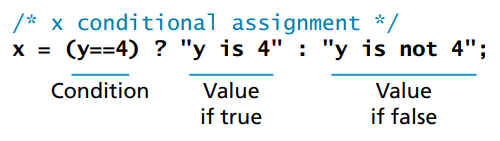 /* x conditional assignment */
x = (y==4) ? "y is 4" : "y is not 4";
Condition Value Value
if true if false